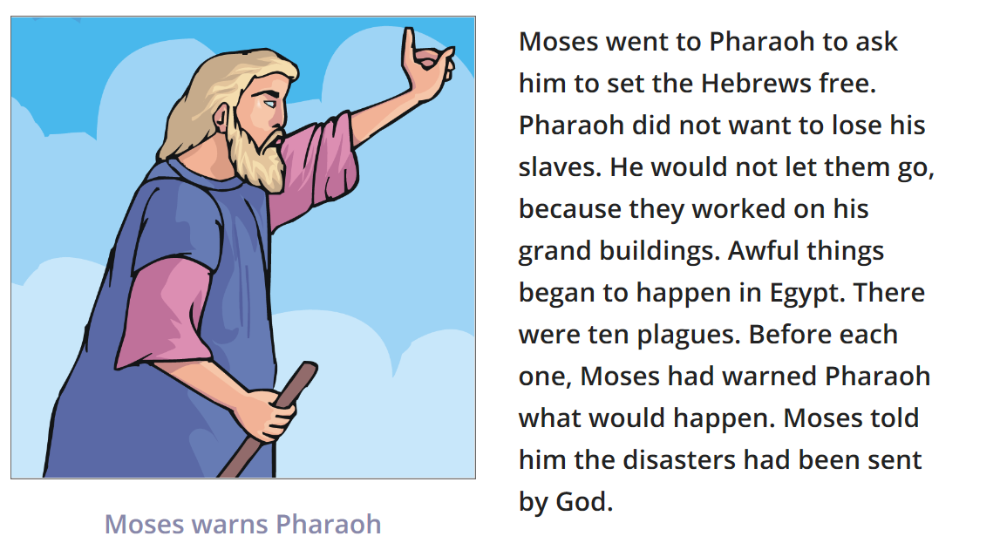 Moses went to Pharaoh to ask
him to set the Hebrews free.
Pharaoh did not want to lose his
slaves. He would not let them go,
because they worked on his
grand buildings. Awful things
began to happen in Egypt. There
were ten plagues. Before each
one, Moses had warned Pharaoh
what would happen. Moses told
him the disasters had been sent
by God.
Moses warns Pharaoh